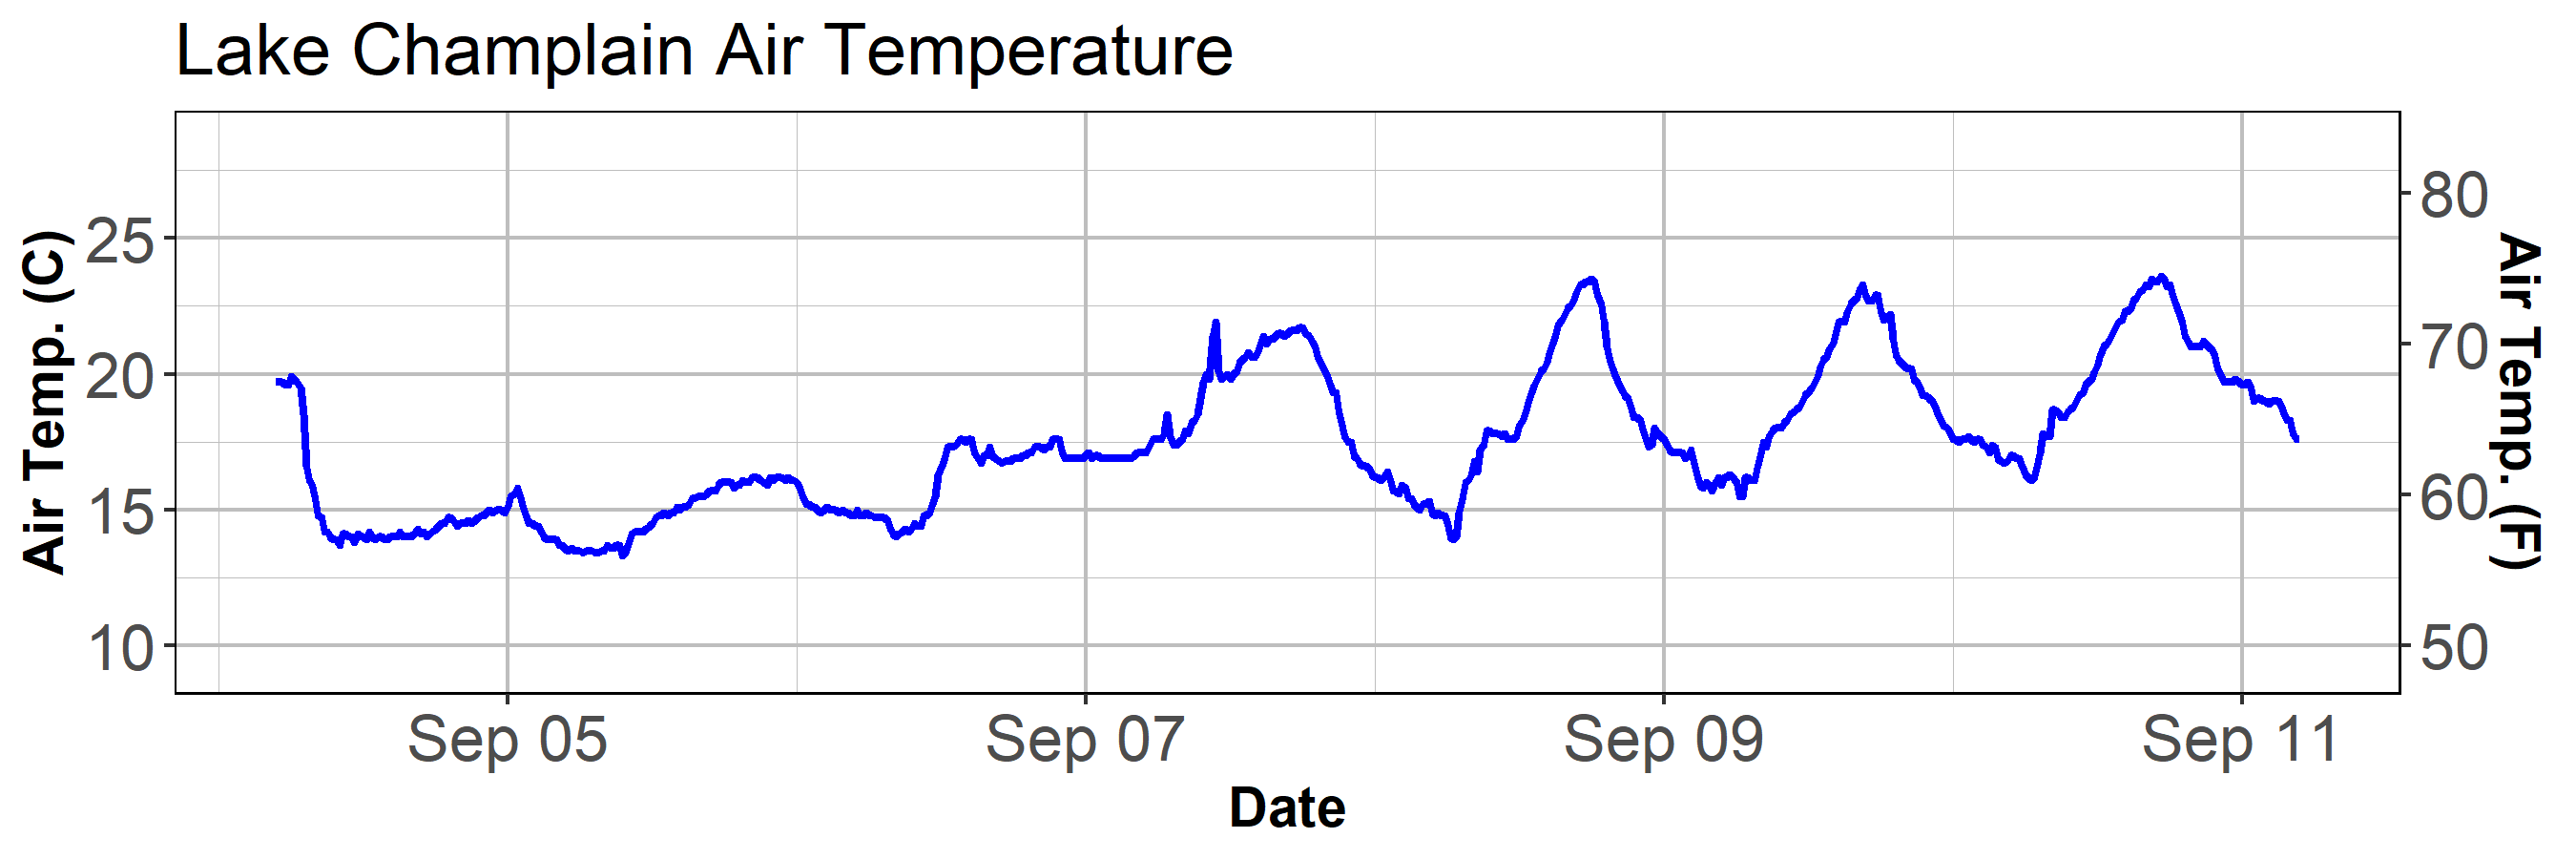 Lake Champlain Air Temperature
Air Temp. (C)
25
20
15
10
80
70
60
50
Air Temp. (F)
Sep 05 Sep 07 Sep 09 Sep 11
Date